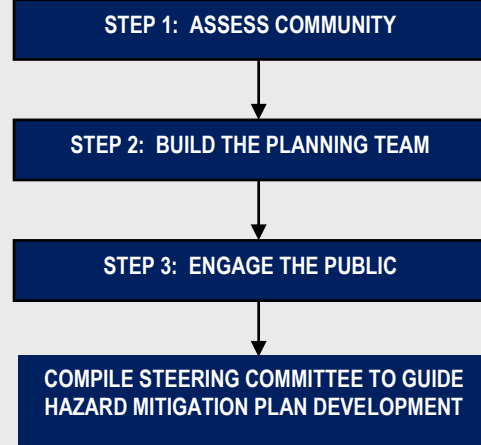 STEP 1: ASSESS COMMUNITY
STEP 2: BUILD THE PLANNING TEAM
STEP 3: ENGAGE THE PUBLIC
COMPILE STEERING COMMITTEE TO GUIDE
HAZARD MITIGATION PLAN DEVELOPMENT